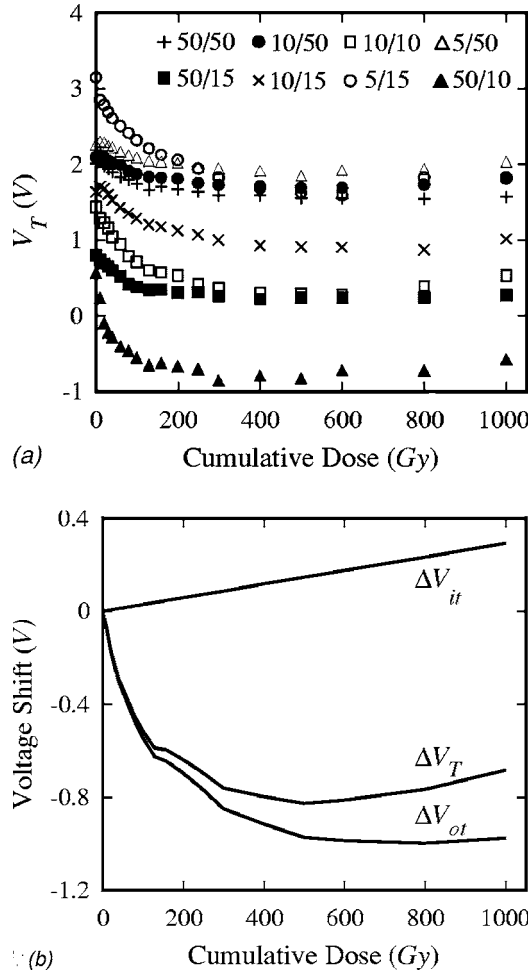 4
50/50 10/50 10/10 5/50
50/15 10/15 5/15 50/10
3
2
1
0
-1
V_T (V)
0 200 400 600 800 1000
(a) Cumulative Dose (Gy)
0.4
0
-0.4
-0.8
-1.2
Voltage Shift (V)
ΔV_it
ΔV_T
ΔV_ot
0 200 400 600 800 1000
(b) Cumulative Dose (Gy)